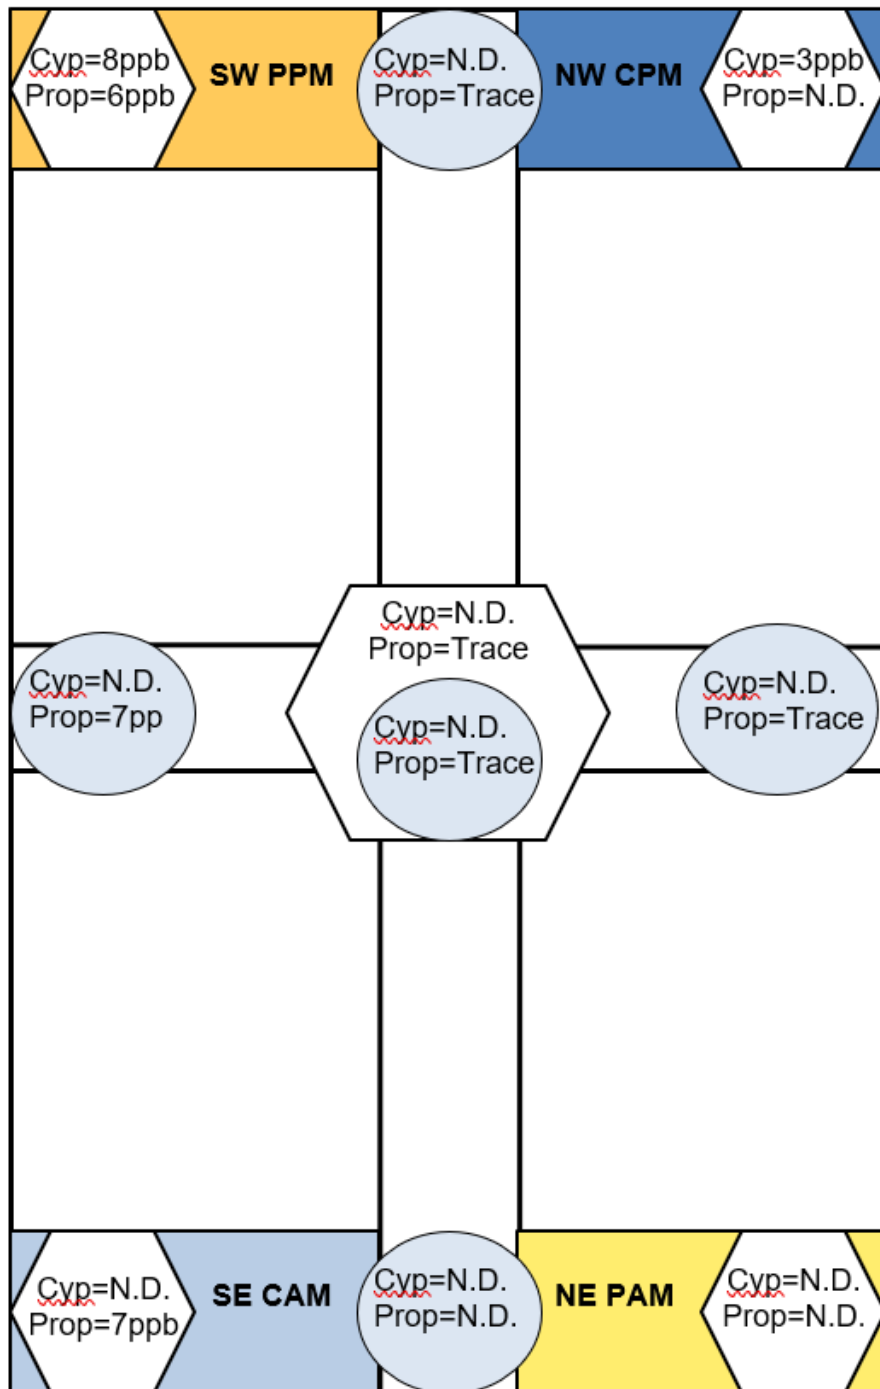 Cyp=8ppb
Prop=6ppb
SW PPM
Cyp=N.D.
Prop=Trace
NW CPM
Cyp=3ppb
Prop=N.D.
Cyp=N.D.
Prop=Trace
Cyp=N.D.
Prop=7pp
Cyp=N.D.
Prop=Trace
Cyp=N.D.
Prop=Trace
Cyp=N.D.
Prop=7ppb
SE CAM
Cyp=N.D.
Prop=N.D.
NE PAM
Cyp=N.D.
Prop=N.D.